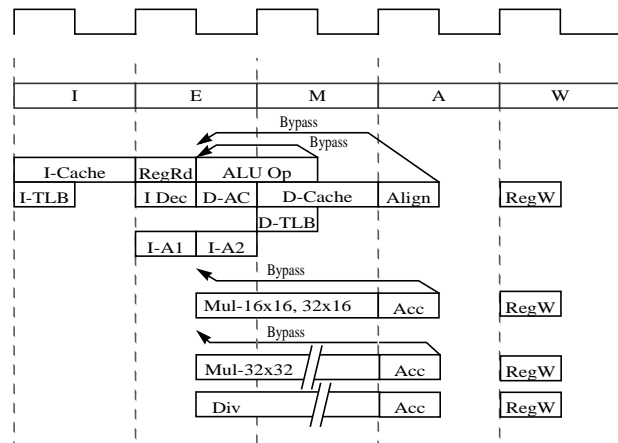 I E M A W
Bypass
Bypass
I-Cache RegRd ALU Op
I-TLB I Dec D-AC D-Cache Align RegW
D-TLB
I-A1 I-A2
Bypass
Mul-16x16, 32x16 Acc RegW
Bypass
Mul-32x32 Acc RegW
Div Acc RegW